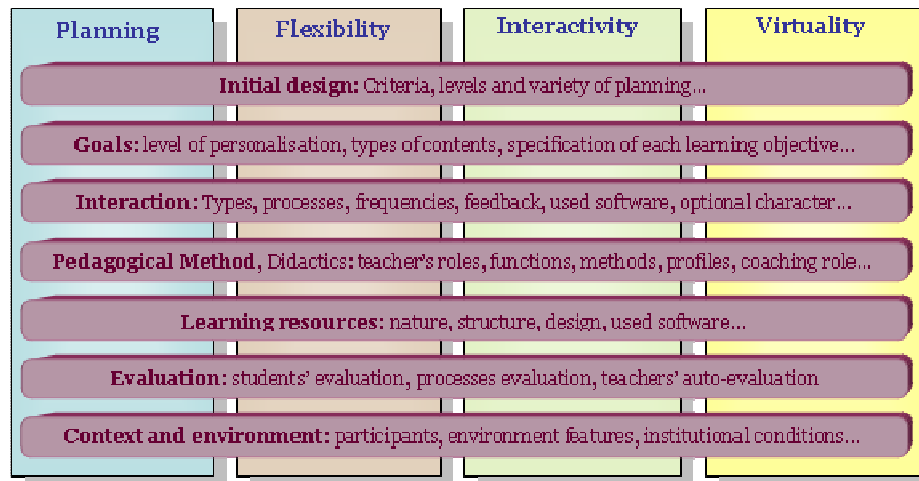 Planning
Flexibility
Interactivity
Virtuality
Initial design: Criteria, levels and variety of planning...
Goals: level of personalisation, types of contents, specification of each learning objective...
Interaction: Types, processes, frequencies, feedback, used software, optional character...
Pedagogical Method, Didactics: teacher's roles, functions, methods, profiles, coaching role...
Learning resources: nature, structure, design, used software...
Evaluation: students' evaluation, processes evaluation, teachers' auto-evaluation
Context and environment: participants, environment features, institutional conditions...